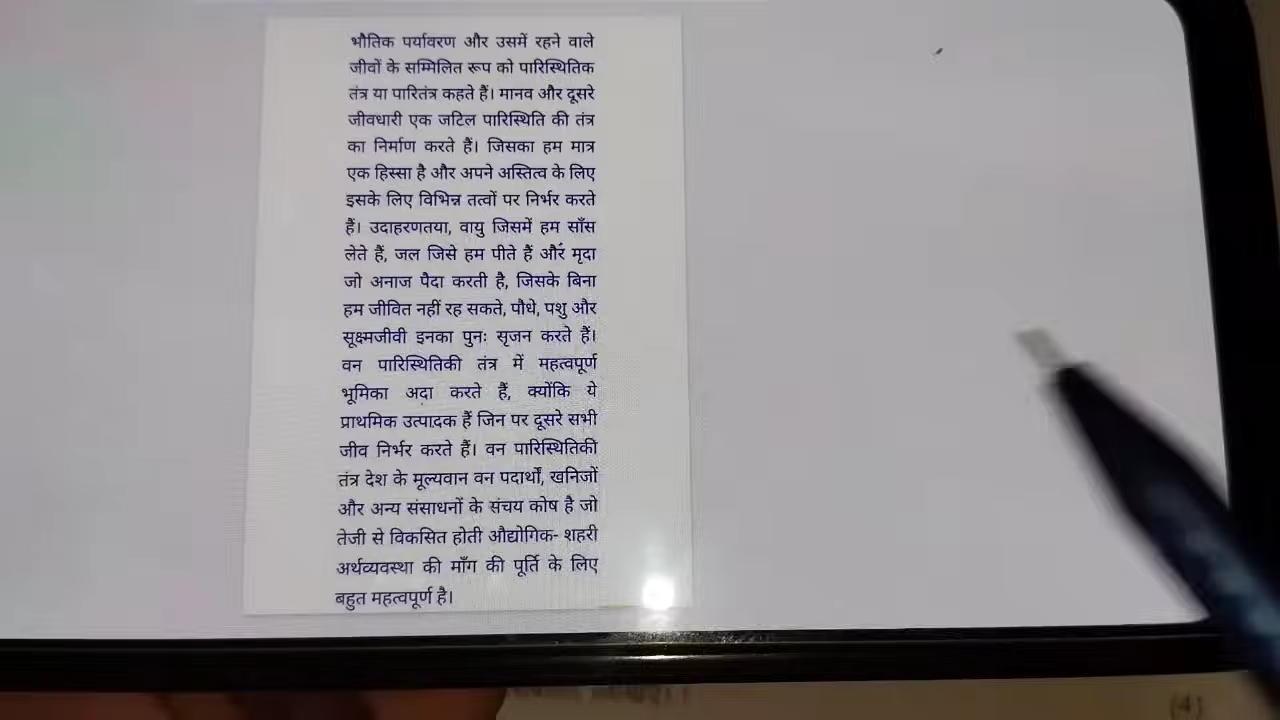 भौतिक पर्यावरण और उसमें रहने वाले
जीवों के सम्मिलित रूप को पारिस्थितिक
तंत्र या पारितंत्र कहते हैं। मानव और दूसरे
जीवधारी एक जटिल पारिस्थिति की तंत्र
का निर्माण करते हैं। जिसका हम मात्र
एक हिस्सा है और अपने अस्तित्व के लिए
इसके लिए विभिन्न तत्वों पर निर्भर करते
हैं। उदाहरणतया, वायु जिसमें हम साँस
लेते हैं, जल जिसे हम पीते हैं और मृदा
जो अनाज पैदा करती है, जिसके बिना
हम जीवित नहीं रह सकते, पौधे, पशु और
सूक्ष्मजीवी इनका पुनः सृजन करते हैं।
वन पारिस्थितिकी तंत्र में महत्वपूर्ण
भूमिका अदा करते हैं, क्योंकि ये
प्राथमिक उत्पादक हैं जिन पर दूसरे सभी
जीव निर्भर करते हैं। वन पारिस्थितिकी
तंत्र देश के मूल्यवान वन पदार्थों, खनिजों
और अन्य संसाधनों के संचय कोष है जो
तेजी से विकसित होती औद्योगिक- शहरी
अर्थव्यवस्था की माँग की पूर्ति के लिए
बहुत महत्वपूर्ण है।
(4)